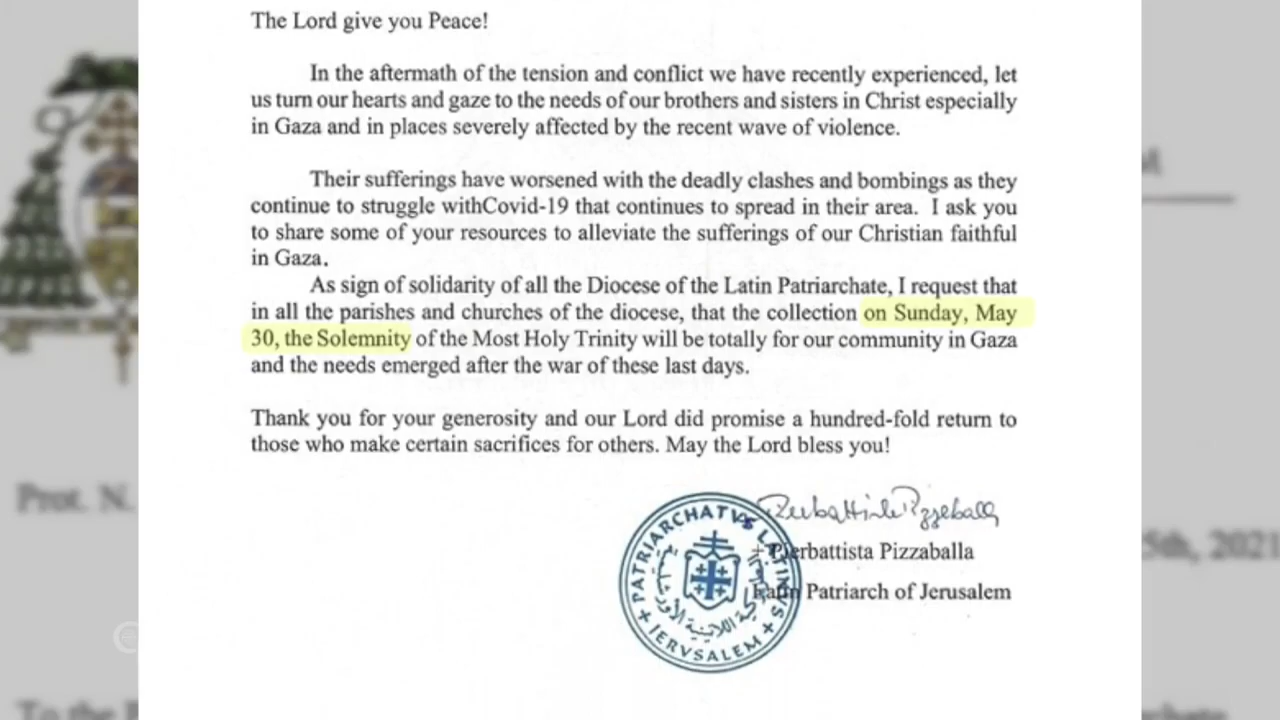 The Lord give you Peace!
In the aftermath of the tension and conflict we have recently experienced, let
us turn our hearts and gaze to the needs of our brothers and sisters in Christ especially
in Gaza and in places severely affected by the recent wave of violence.
Their sufferings have worsened with the deadly clashes and bombings as they
continue to struggle withCovid-19 that continues to spread in their area. I ask you
to share some of your resources to alleviate the sufferings of our Christian faithful
in Gaza.
As sign of solidarity of all the Diocese of the Latin Patriarchate, I request that
in all the parishes and churches of the diocese, that the collection on Sunday, May
30, the Solemnity of the Most Holy Trinity will be totally for our community in Gaza
and the needs emerged after the war of these last days.
Thank you for your generosity and our Lord did promise a hundred-fold return to
those who make certain sacrifices for others. May the Lord bless you!
Pierbattista Pizzaballa
+ Pierbattista Pizzaballa
Latin Patriarch of Jerusalem
PATRIARCHATVS LATINVS
+ IERVSALEM +
Prot. N.
5th, 2021
To the